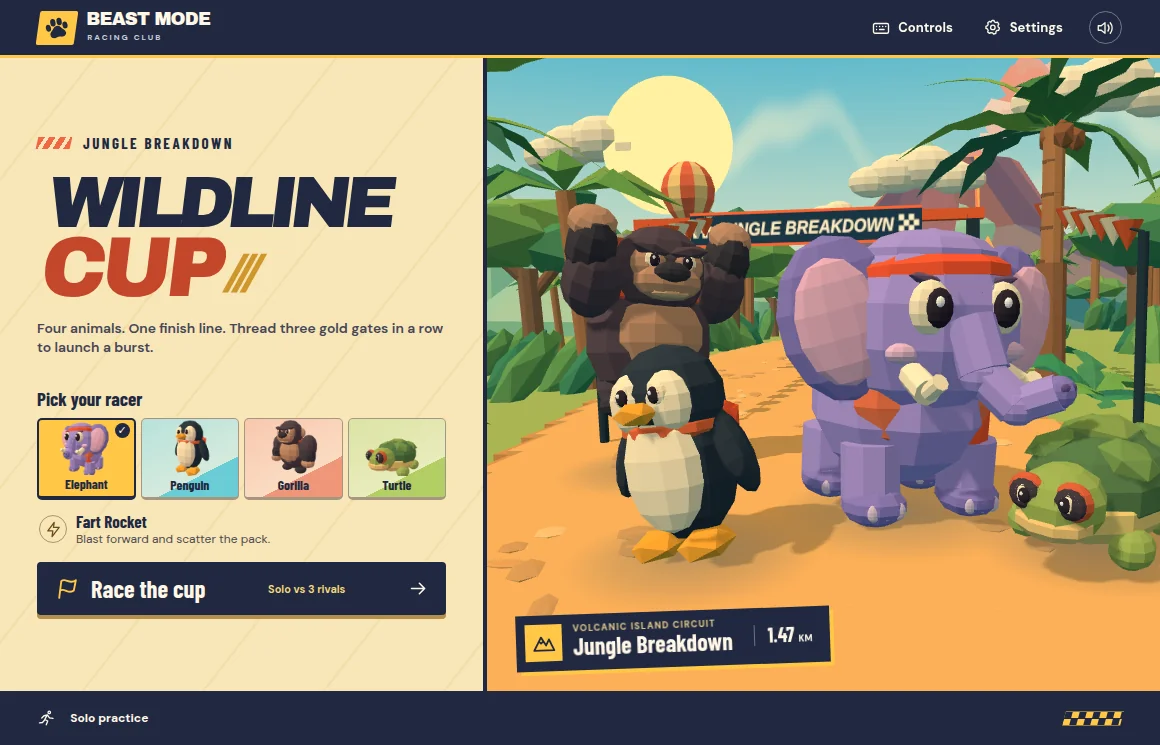 BEAST MODE
RACING CLUB
Controls
Settings
JUNGLE BREAKDOWN
WILDLINE
CUP
Four animals. One finish line. Thread three gold gates in a row
to launch a burst.
Pick your racer
Elephant
Penguin
Gorilla
Turtle
Fart Rocket
Blast forward and scatter the pack.
Race the cup
Solo vs 3 rivals
BREAKDOWN
VOLCANIC ISLAND CIRCUIT
Jungle Breakdown
1.47 KM
Solo practice